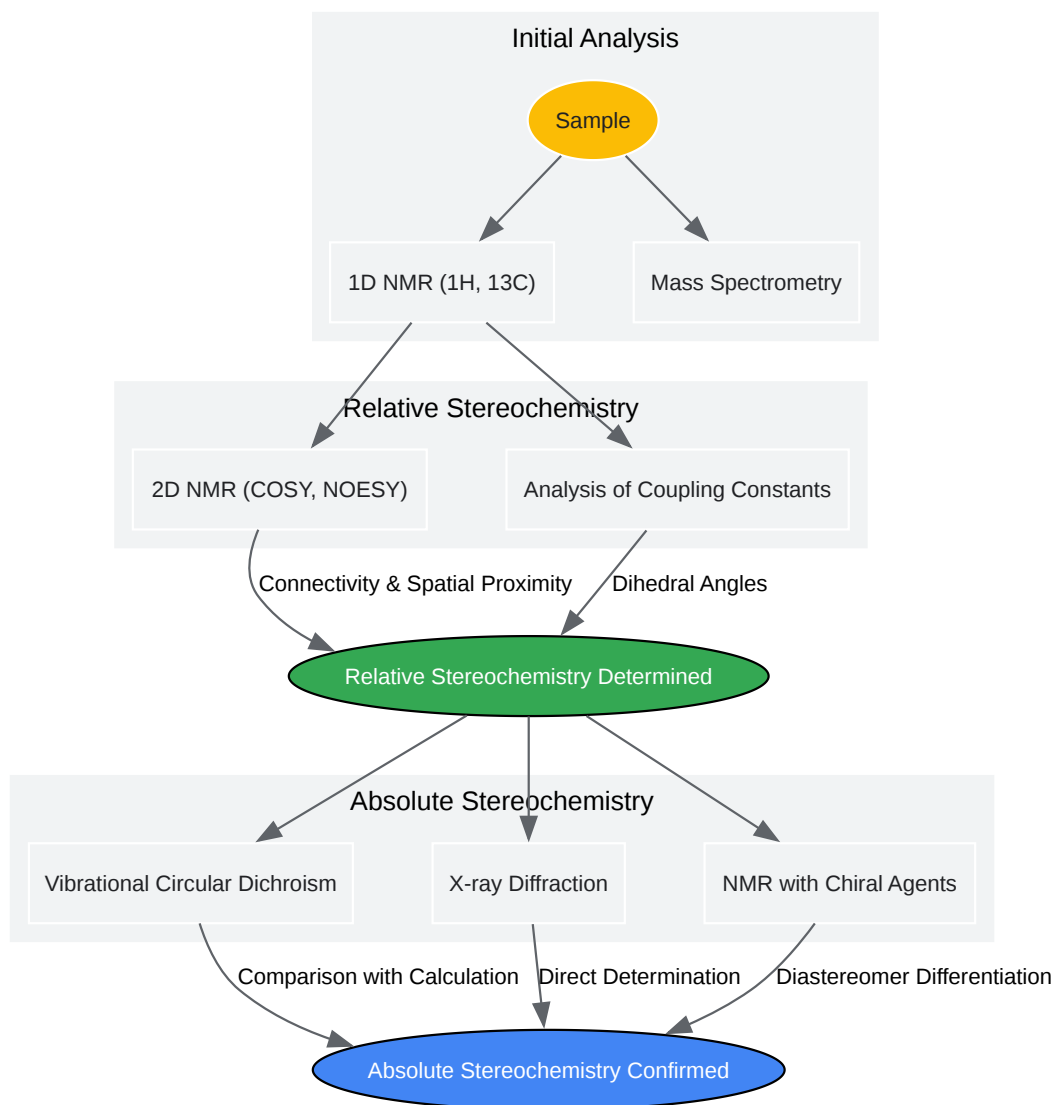 Initial Analysis
Sample
1D NMR (1H, 13C)
Mass Spectrometry
Relative Stereochemistry
2D NMR (COSY, NOESY)
Analysis of Coupling Constants
Connectivity & Spatial Proximity
Dihedral Angles
Relative Stereochemistry Determined
Absolute Stereochemistry
Vibrational Circular Dichroism
X-ray Diffraction
NMR with Chiral Agents
Comparison with Calculation
Direct Determination
Diastereomer Differentiation
Absolute Stereochemistry Confirmed